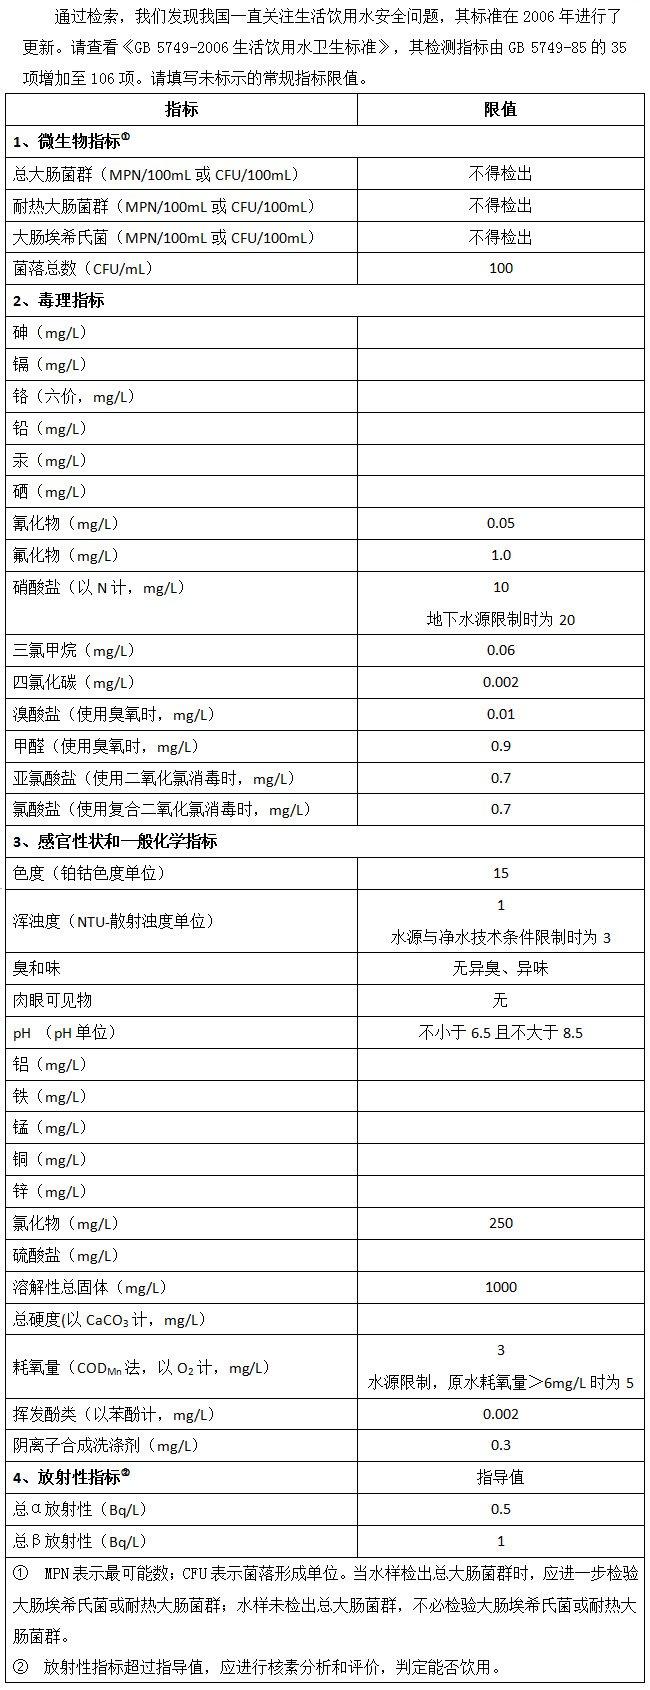 通过检索，我们发现我国一直关注生活饮用水安全问题，其标准在 2006 年进行了
更新。请查看《GB 5749-2006 生活饮用水卫生标准》，其检测指标由 GB 5749-85 的 35
项增加至 106 项。请填写未标示的常规指标限值。
指标 限值
1、微生物指标①
总大肠菌群（MPN/100mL 或 CFU/100mL） 不得检出
耐热大肠菌群（MPN/100mL 或 CFU/100mL） 不得检出
大肠埃希氏菌（MPN/100mL 或 CFU/100mL） 不得检出
菌落总数（CFU/mL） 100
2、毒理指标
砷（mg/L）
镉（mg/L）
铬（六价，mg/L）
铅（mg/L）
汞（mg/L）
硒（mg/L）
氰化物（mg/L） 0.05
氟化物（mg/L） 1.0
硝酸盐（以 N 计，mg/L） 10
地下水源限制时为 20
三氯甲烷（mg/L） 0.06
四氯化碳（mg/L） 0.002
溴酸盐（使用臭氧时，mg/L） 0.01
甲醛（使用臭氧时，mg/L） 0.9
亚氯酸盐（使用二氧化氯消毒时，mg/L） 0.7
氯酸盐（使用复合二氧化氯消毒时，mg/L） 0.7
3、感官性状和一般化学指标
色度（铂钴色度单位） 15
浑浊度（NTU-散射浊度单位） 1
水源与净水技术条件限制时为 3
臭和味 无异臭、异味
肉眼可见物 无
pH （pH 单位） 不小于 6.5 且不大于 8.5
铝（mg/L）
铁（mg/L）
锰（mg/L）
铜（mg/L）
锌（mg/L）
氯化物（mg/L） 250
硫酸盐（mg/L）
溶解性总固体（mg/L） 1000
总硬度(以 CaCO₃ 计，mg/L）
耗氧量（CODMn 法，以 O₂ 计，mg/L） 3
水源限制，原水耗氧量＞6mg/L 时为 5
挥发酚类（以苯酚计，mg/L） 0.002
阴离子合成洗涤剂（mg/L） 0.3
4、放射性指标② 指导值
总α放射性（Bq/L） 0.5
总β放射性（Bq/L） 1
① MPN 表示最可能数；CFU 表示菌落形成单位。当水样检出总大肠菌群时，应进一步检验
大肠埃希氏菌或耐热大肠菌群；水样未检出总大肠菌群，不必检验大肠埃希氏菌或耐热大
肠菌群。
② 放射性指标超过指导值，应进行核素分析和评价，判定能否饮用。